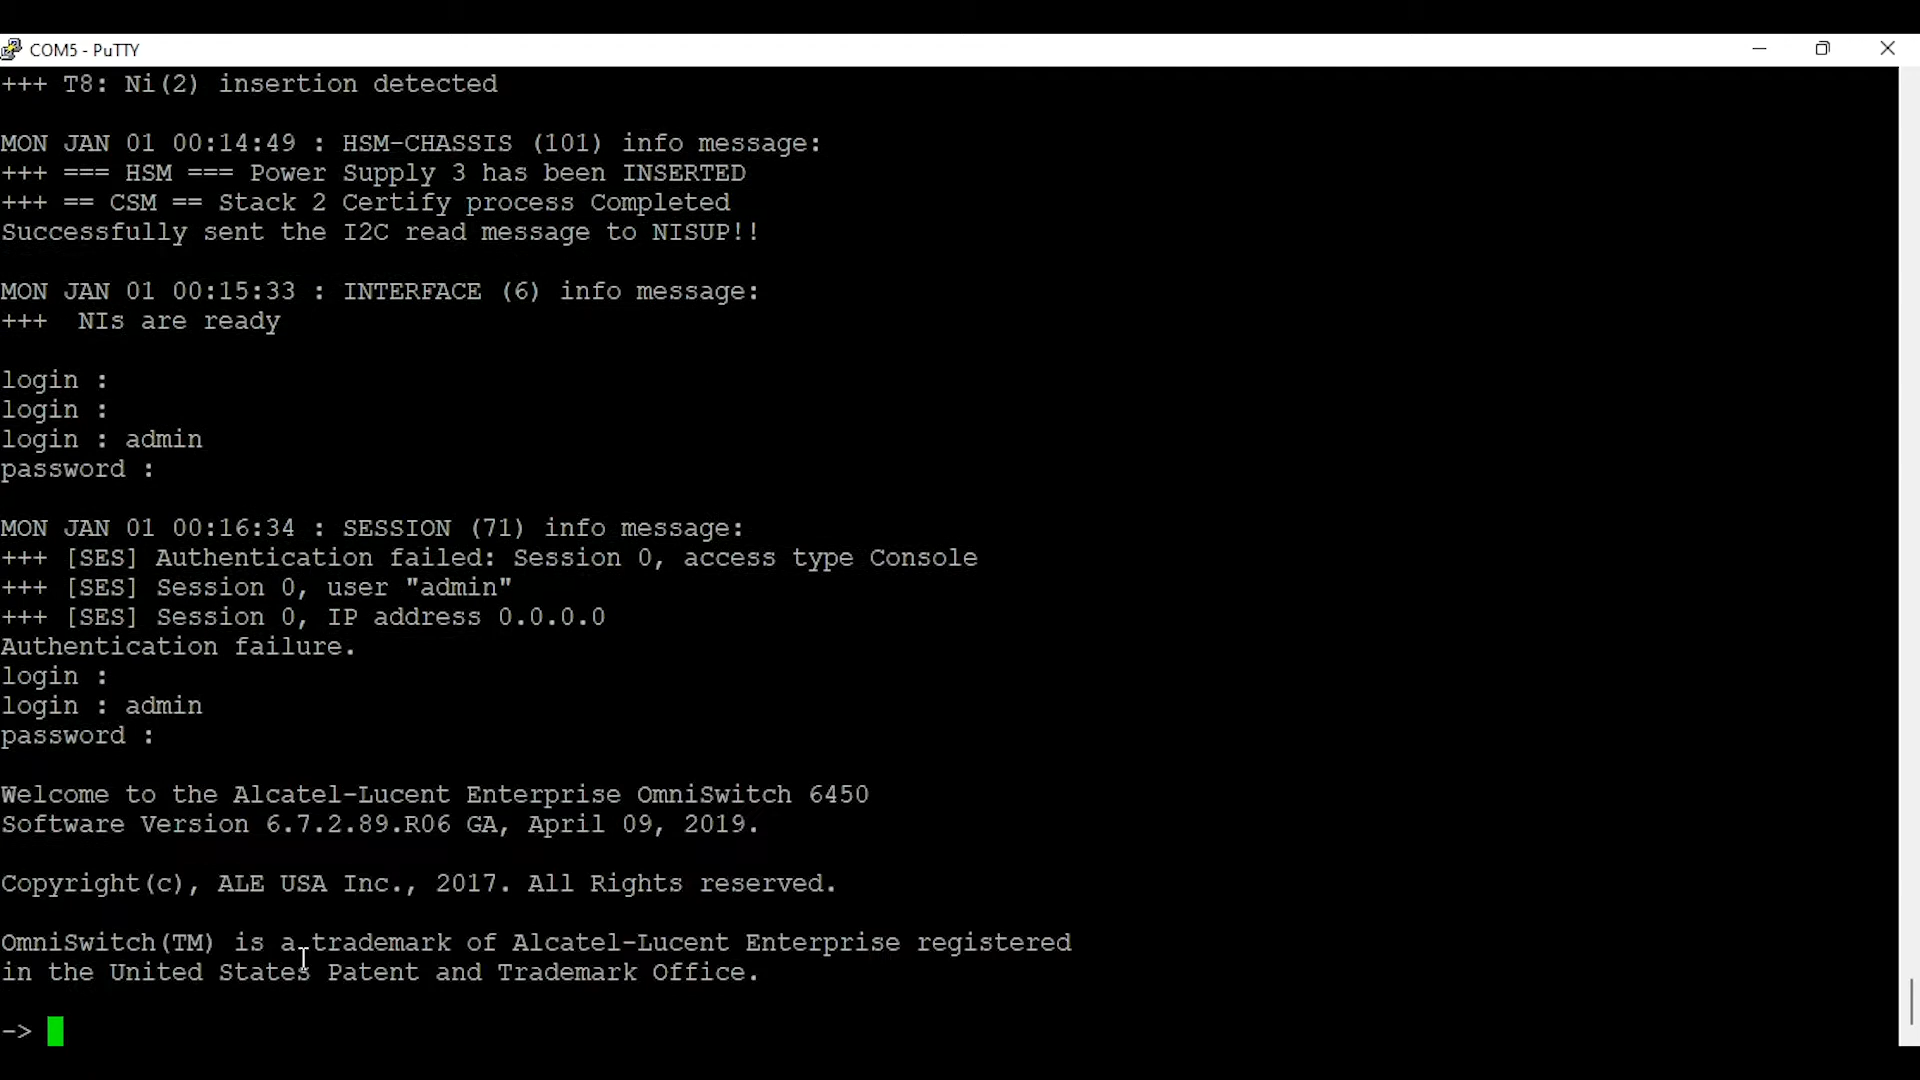 COM5 - PuTTY
+++ T8: Ni(2) insertion detected
MON JAN 01 00:14:49 : HSM-CHASSIS (101) info message:
+++ === HSM === Power Supply 3 has been INSERTED
+++ == CSM == Stack 2 Certify process Completed
Successfully sent the I2C read message to NISUP!!
MON JAN 01 00:15:33 : INTERFACE (6) info message:
+++  NIs are ready
login :
login :
login : admin
password :
MON JAN 01 00:16:34 : SESSION (71) info message:
+++ [SES] Authentication failed: Session 0, access type Console
+++ [SES] Session 0, user "admin"
+++ [SES] Session 0, IP address 0.0.0.0
Authentication failure.
login :
login : admin
password :
Welcome to the Alcatel-Lucent Enterprise OmniSwitch 6450
Software Version 6.7.2.89.R06 GA, April 09, 2019.
Copyright(c), ALE USA Inc., 2017. All Rights reserved.
OmniSwitch(TM) is a trademark of Alcatel-Lucent Enterprise registered
in the United States Patent and Trademark Office.
->